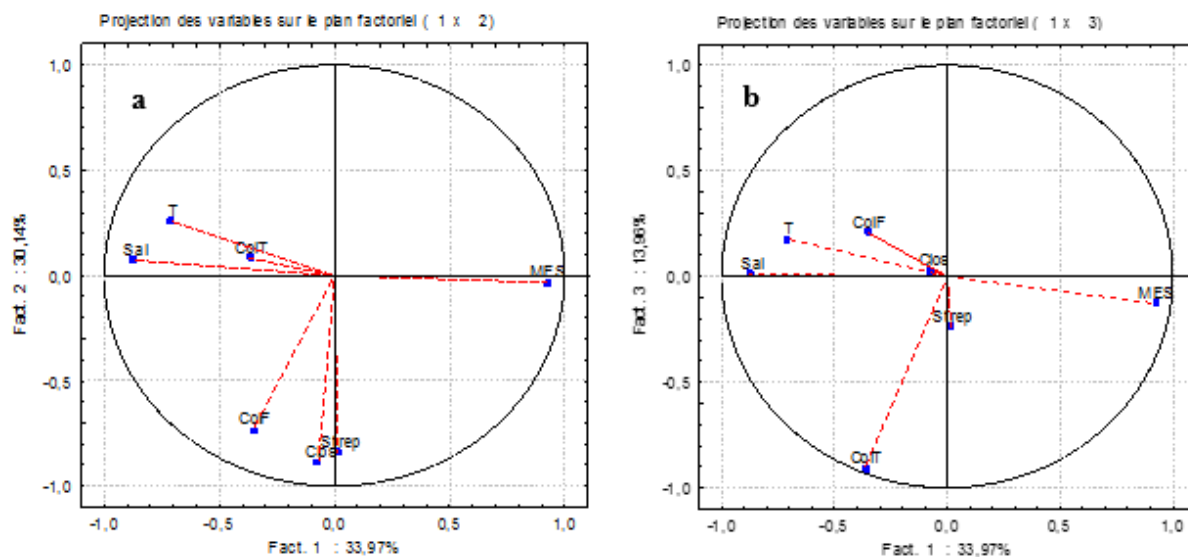 Projection des variables sur le plan factoriel ( 1 x 2)
a
1,0
0,5
0,0
-0,5
-1,0
T
Sal
ColT
MES
ColF
Strep
Clos
-1,0 -0,5 0,0 0,5 1,0
Fact. 1 : 33,97%
Fact. 2 : 30,14%
Projection des variables sur le plan factoriel ( 1 x 3)
b
1,0
0,5
0,0
-0,5
-1,0
ColF
T
Clos
Sal
MES
Strep
ColT
-1,0 -0,5 0,0 0,5 1,0
Fact. 1 : 33,97%
Fact. 3 : 13,96%